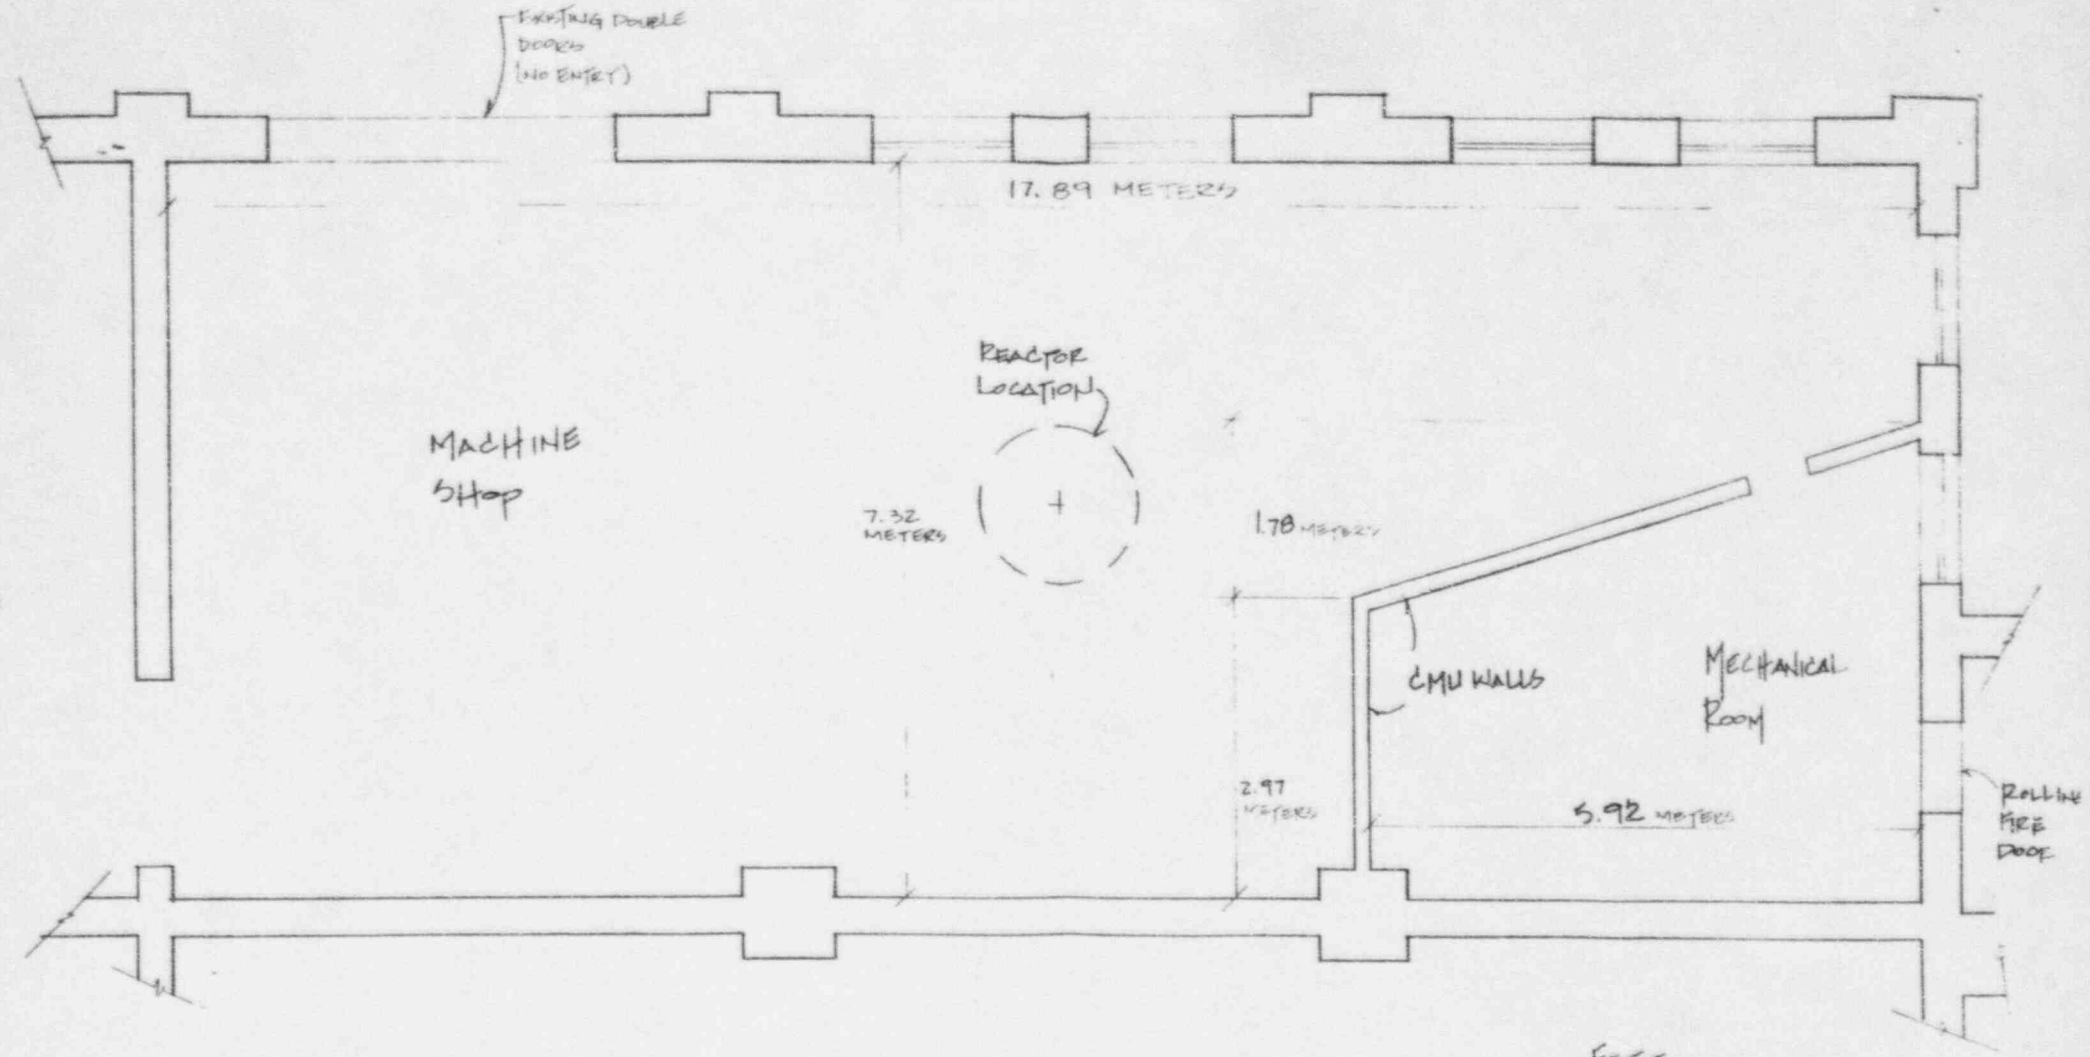 EXISTING DOUBLE
DOORS
(NO ENTRY)
17.89 METERS
REACTOR
LOCATION
MACHINE
SHOP
7.32
METERS
1.78 METERS
CMU WALLS
MECHANICAL
ROOM
2.97
METERS
5.92 METERS
ROLLING
FIRE
DOOR